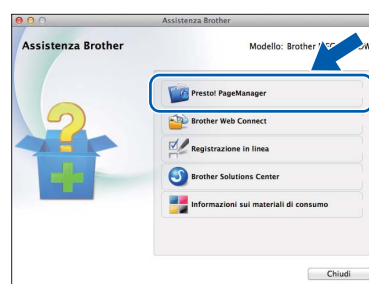 Assistenza Brother
Assistenza Brother
Modello: Brother
Presto! PageManager
Brother Web Connect
Registrazione in linea
Brother Solutions Center
Informazioni sui materiali di consumo
Chiudi